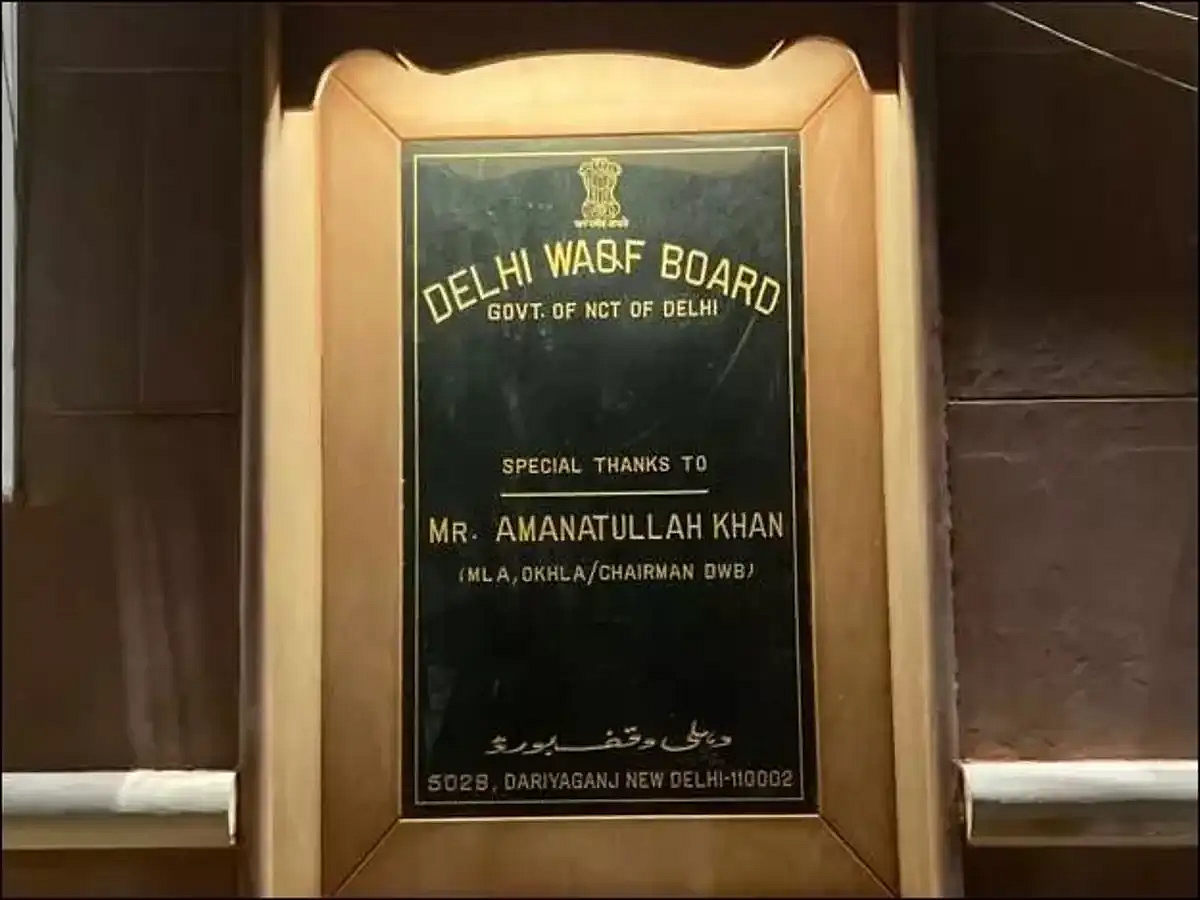 DELHI WAQF BOARD
GOVT. OF NCT OF DELHI
SPECIAL THANKS TO
MR. AMANATULLAH KHAN
(MLA, OKHLA/CHAIRMAN DWB)
دہلی وقف بورڈ
5028, DARIYAGANJ NEW DELHI-110002